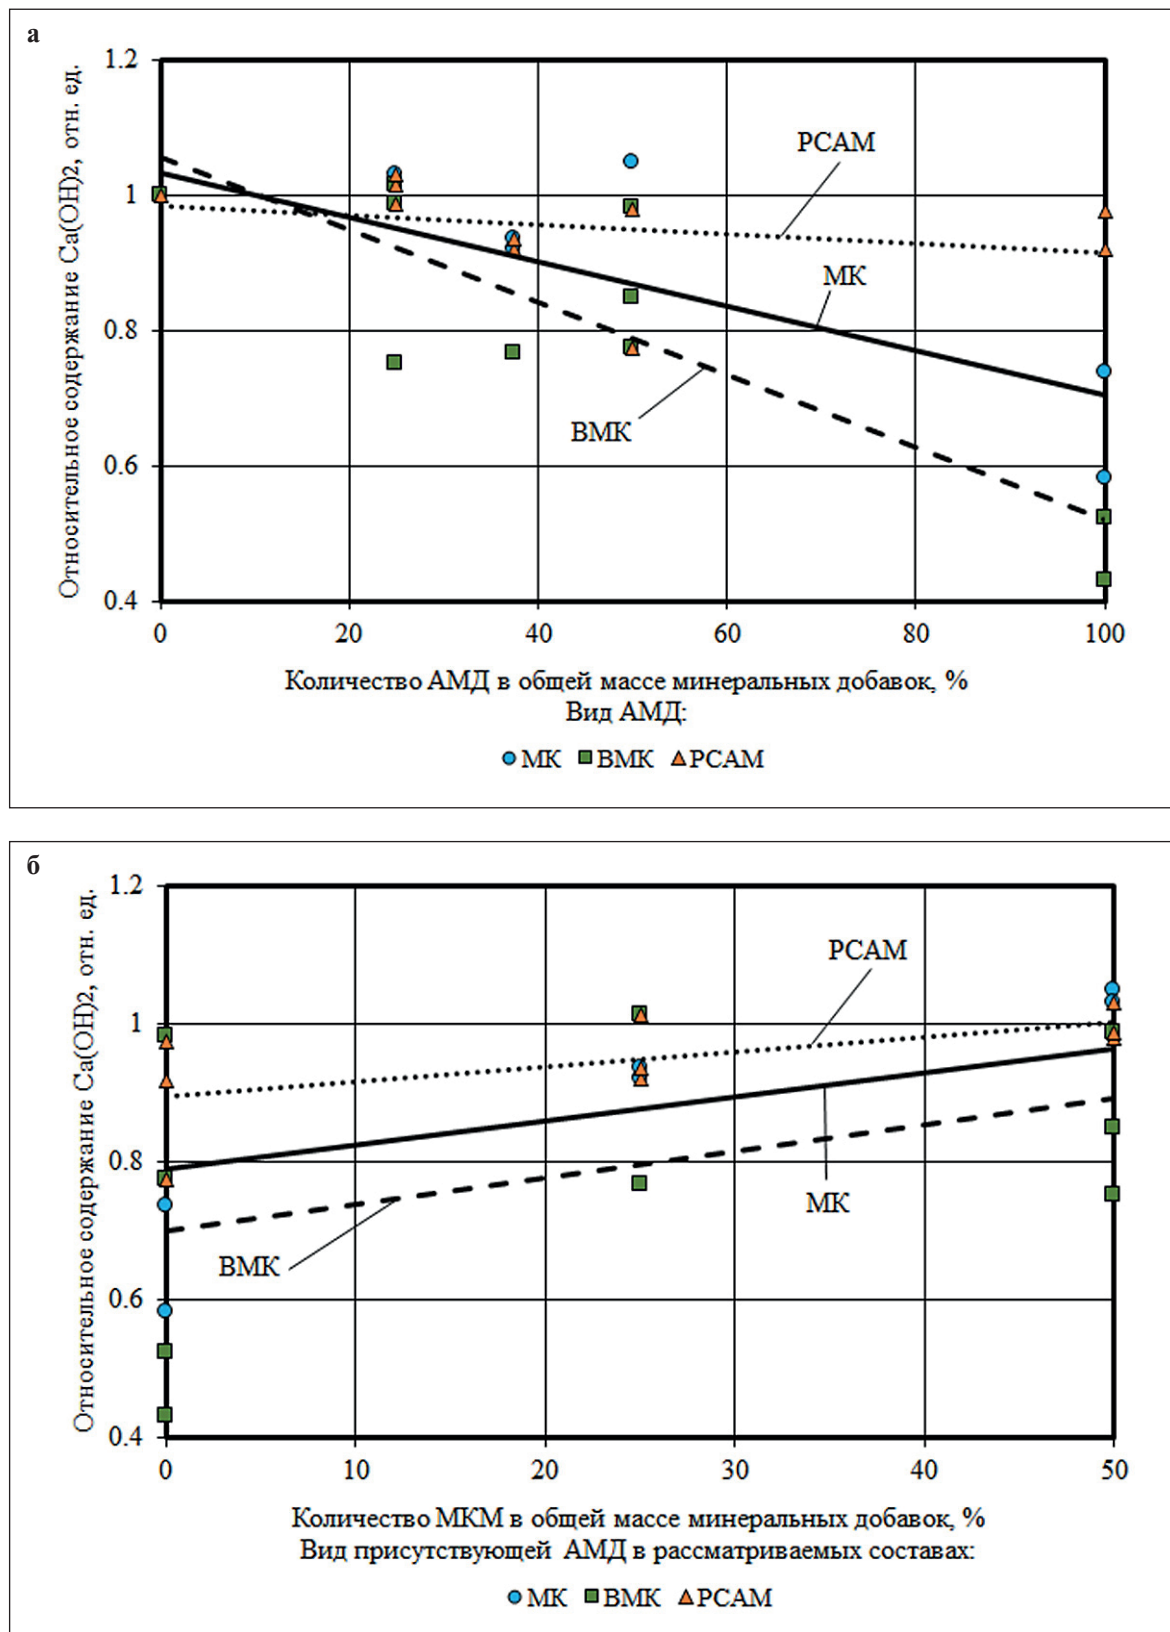 а
Относительное содержание Ca(OH)2, отн. ед.
1.2
1
0.8
0.6
0.4
РСАМ
МК
ВМК
0 20 40 60 80 100
Количество АМД в общей массе минеральных добавок, %
Вид АМД:
МК ВМК РСАМ
б
Относительное содержание Ca(OH)2, отн. ед.
1.2
1
0.8
0.6
0.4
РСАМ
МК
ВМК
0 10 20 30 40 50
Количество МКМ в общей массе минеральных добавок, %
Вид присутствующей АМД в рассматриваемых составах:
МК ВМК РСАМ